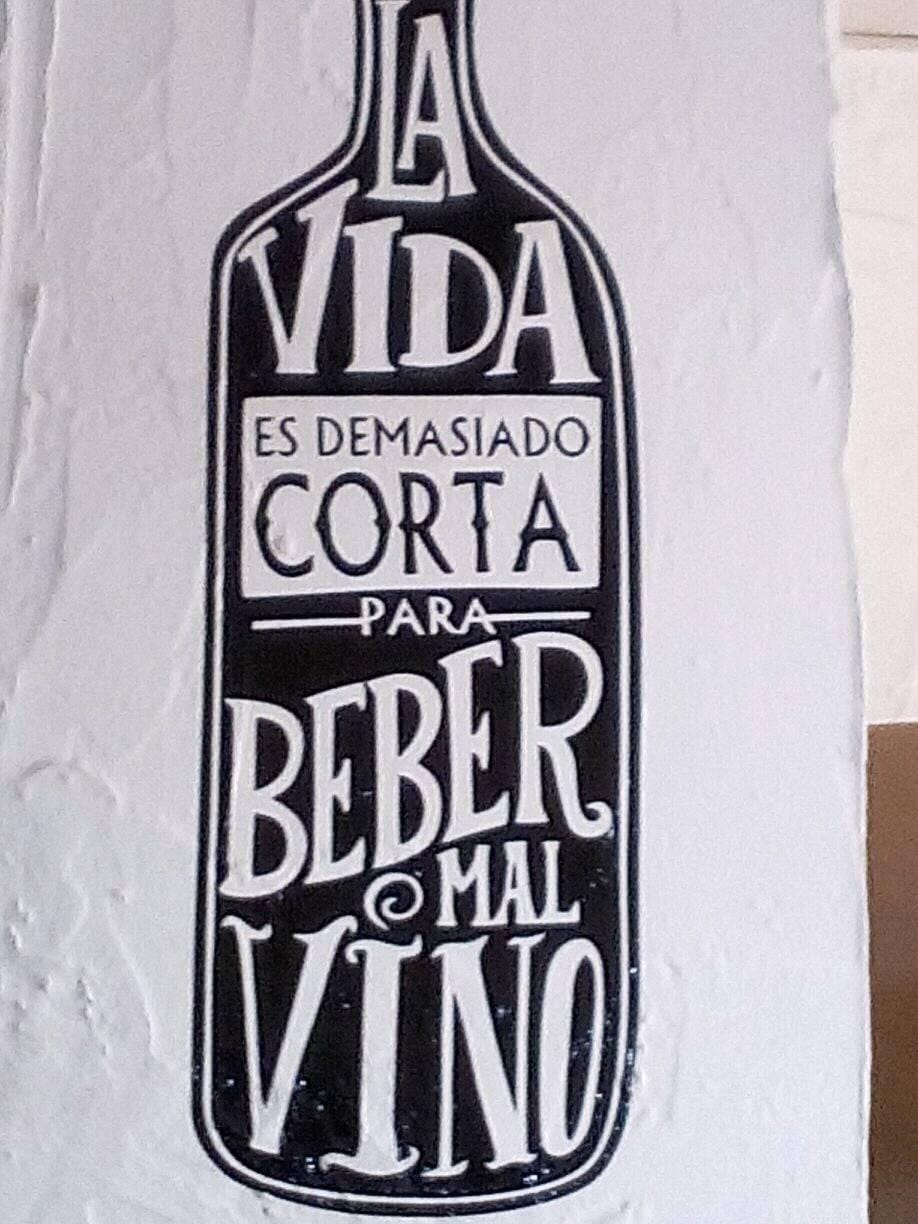 LA
VIDA
ES DEMASIADO
CORTA
PARA
BEBER
MAL
VINO